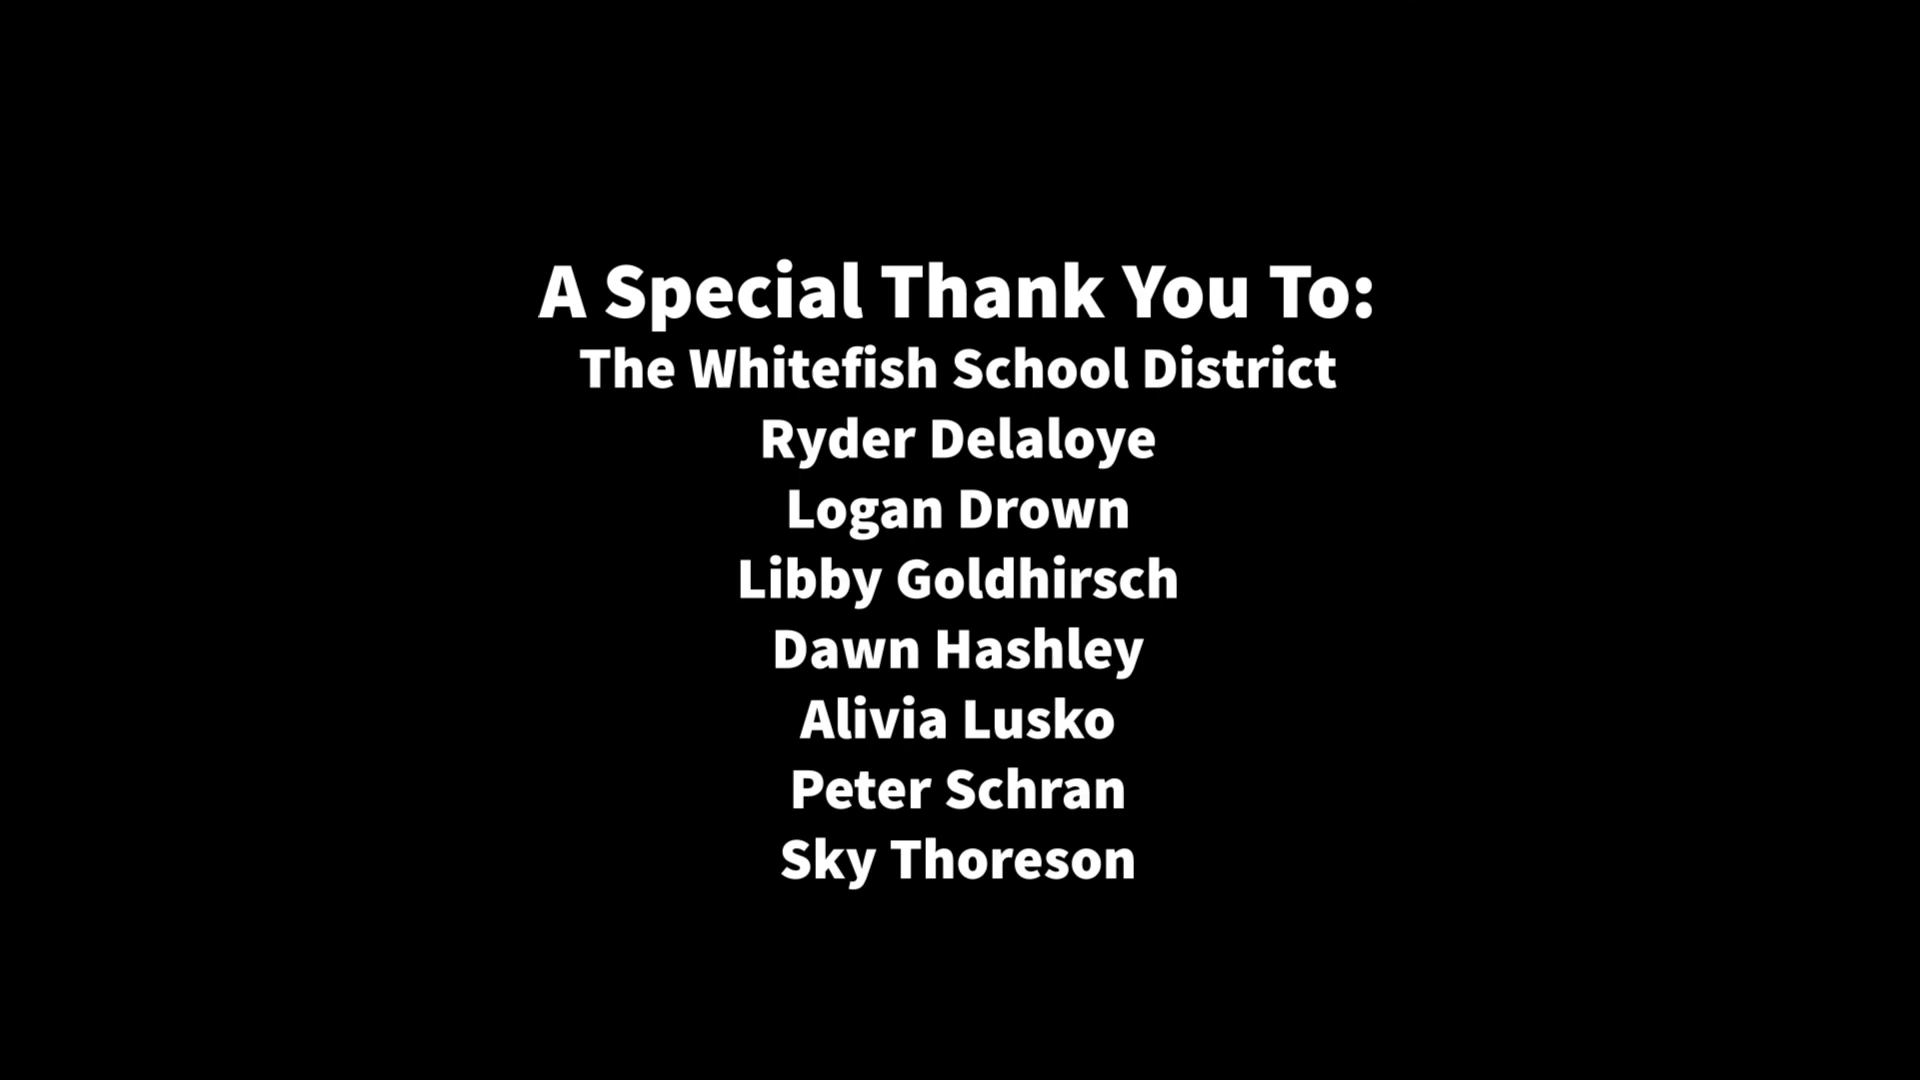 A Special Thank You To:
The Whitefish School District
Ryder Delaloye
Logan Drown
Libby Goldhirsch
Dawn Hashley
Alivia Lusko
Peter Schran
Sky Thoreson